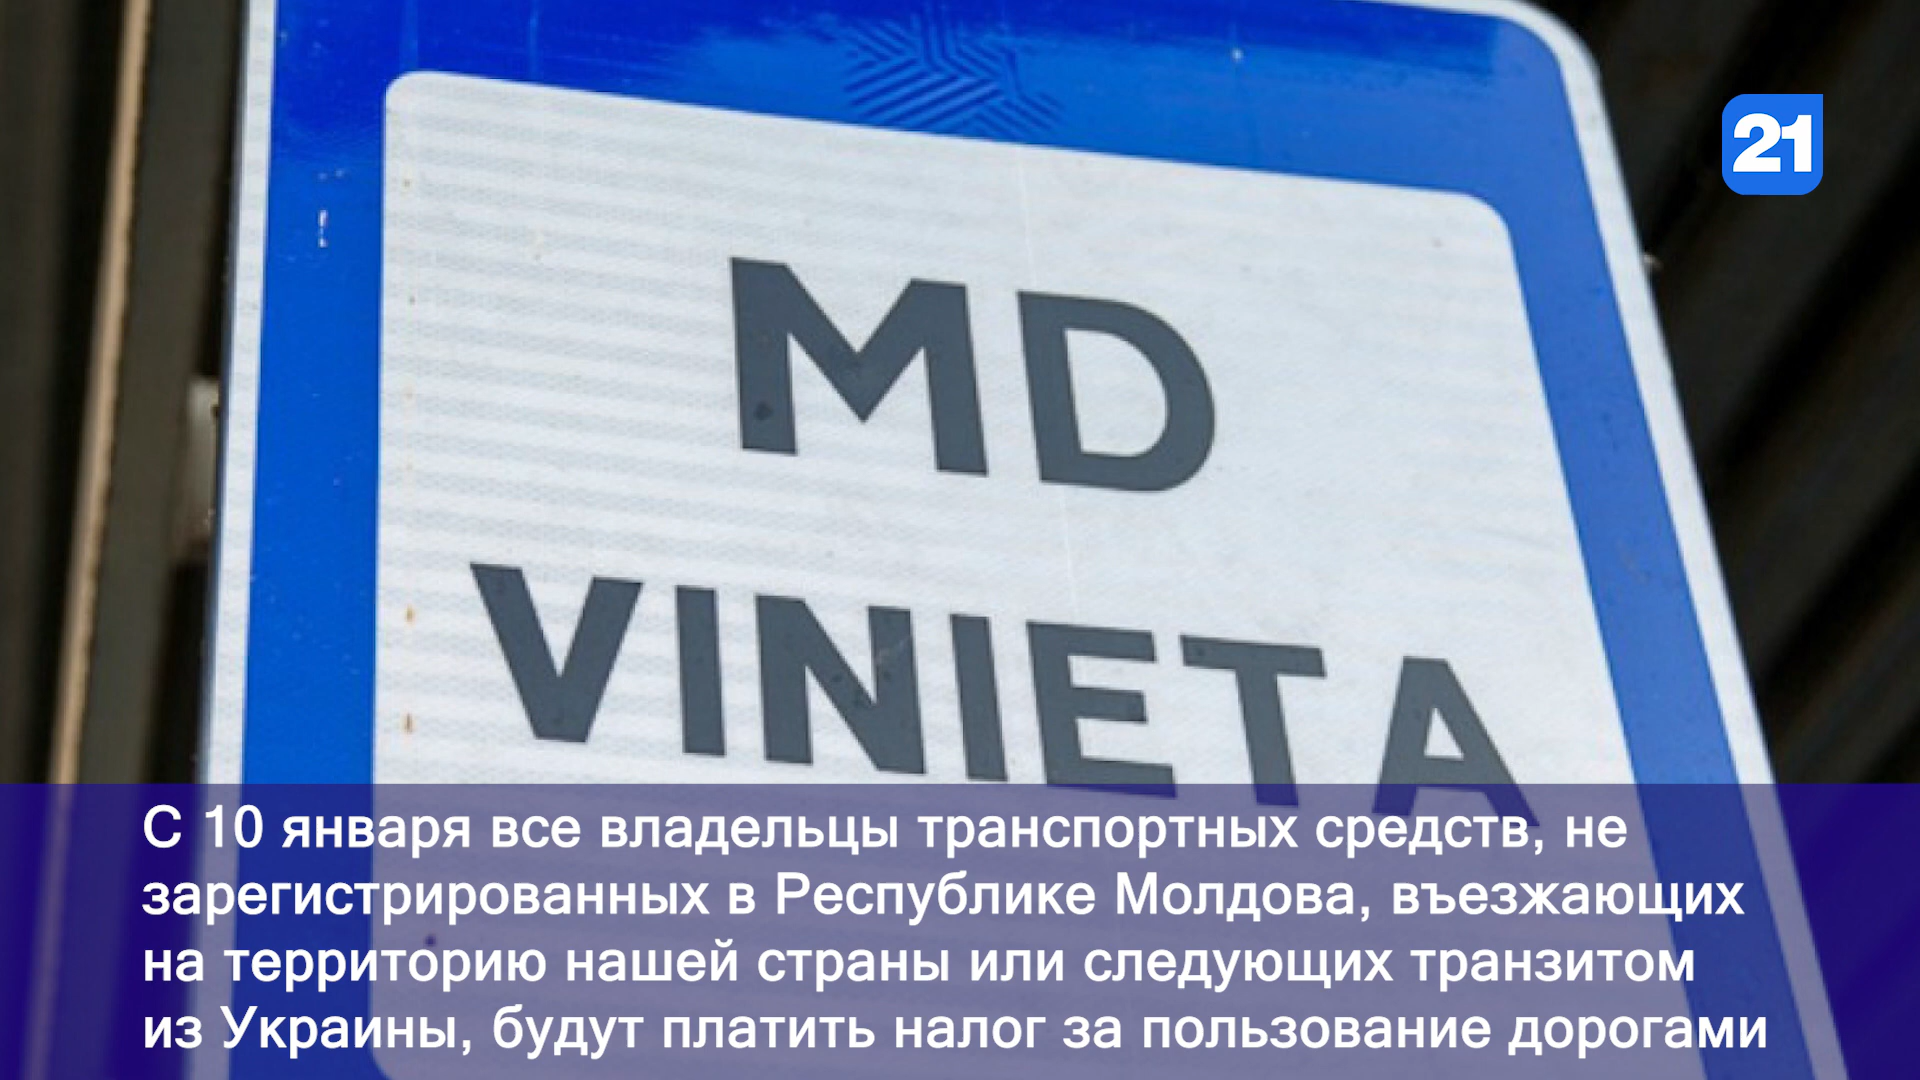 21
MD
VINIETA
С 10 января все владельцы транспортных средств, не
зарегистрированных в Республике Молдова, въезжающих
на территорию нашей страны или следующих транзитом
из Украины, будут платить налог за пользование дорогами